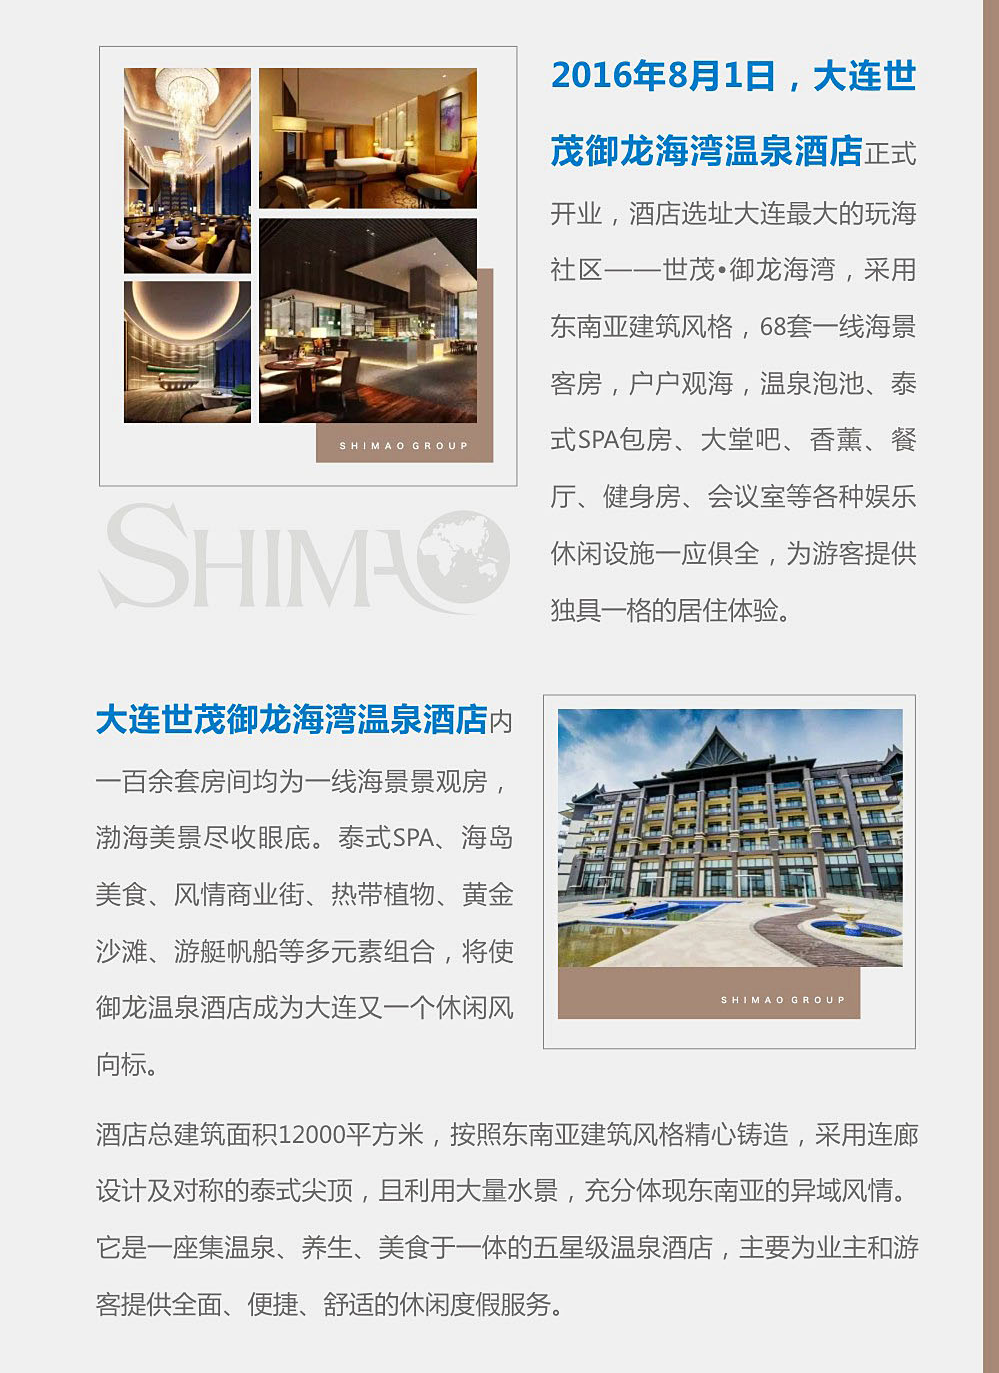 2016年8月1日，大连世
茂御龙海湾温泉酒店正式
开业，酒店选址大连最大的玩海
社区——世茂•御龙海湾，采用
东南亚建筑风格，68套一线海景
客房，户户观海，温泉泡池、泰
式SPA包房、大堂吧、香薰、餐
厅、健身房、会议室等各种娱乐
休闲设施一应俱全，为游客提供
独具一格的居住体验。
SHIMAO GROUP
SHIMAO
大连世茂御龙海湾温泉酒店内
一百余套房间均为一线海景景观房，
渤海美景尽收眼底。泰式SPA、海岛
美食、风情商业街、热带植物、黄金
沙滩、游艇帆船等多元素组合，将使
御龙温泉酒店成为大连又一个休闲风
向标。
SHIMAO GROUP
酒店总建筑面积12000平方米，按照东南亚建筑风格精心铸造，采用连廊
设计及对称的泰式尖顶，且利用大量水景，充分体现东南亚的异域风情。
它是一座集温泉、养生、美食于一体的五星级温泉酒店，主要为业主和游
客提供全面、便捷、舒适的休闲度假服务。